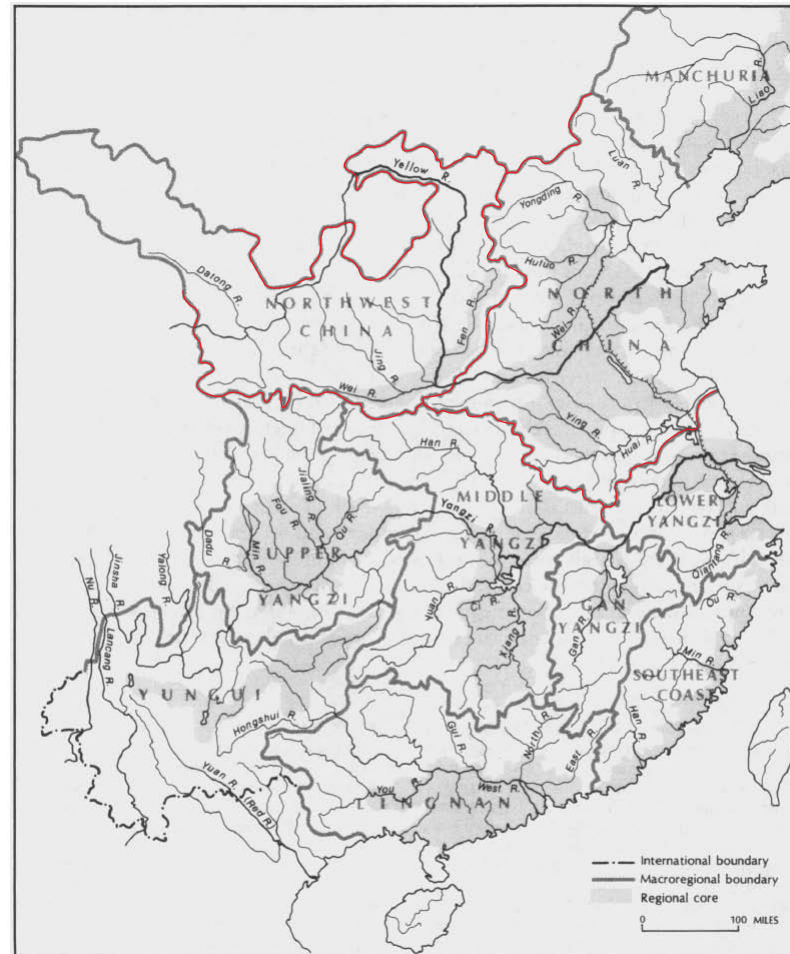 MANCHURIA
Liao R.
Luan R.
Yellow R.
Yongding R.
Hutuo R.
Datong R.
NORTHWEST
CHINA
NORTH
CHINA
Fen R.
Wei R.
Jing R.
Wei R.
Ying R.
Huai R.
Han R.
MIDDLE
YANGZI
Yangzi R.
LOWER
YANGZI
Jialing R.
Fou R.
Qu R.
Min R.
Dadu R.
UPPER
YANGZI
Qiantang R.
Nu R.
Jinsha R.
Yalong R.
Lancang R.
Yuan R.
Ci R.
Xiang R.
GAN
YANGZI
Gan R.
Ou R.
Min R.
SOUTHEAST
COAST
Han R.
YUNGUI
Hongshui R.
Gui R.
North R.
East R.
You R.
West R.
LINGNAN
Yuan R. (Red R.)
International boundary
Macroregional boundary
Regional core
0 100 MILES